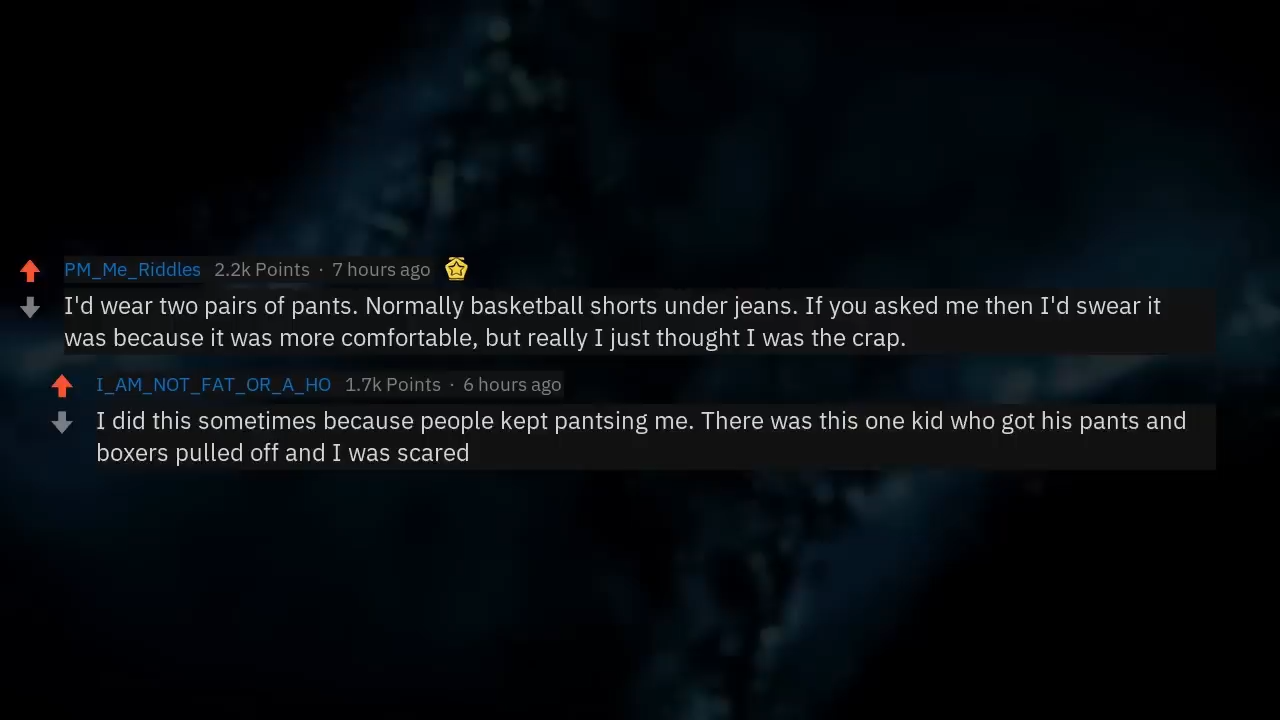 PM_Me_Riddles 2.2k Points · 7 hours ago
I'd wear two pairs of pants. Normally basketball shorts under jeans. If you asked me then I'd swear it
was because it was more comfortable, but really I just thought I was the crap.
I_AM_NOT_FAT_OR_A_HO 1.7k Points · 6 hours ago
I did this sometimes because people kept pantsing me. There was this one kid who got his pants and
boxers pulled off and I was scared